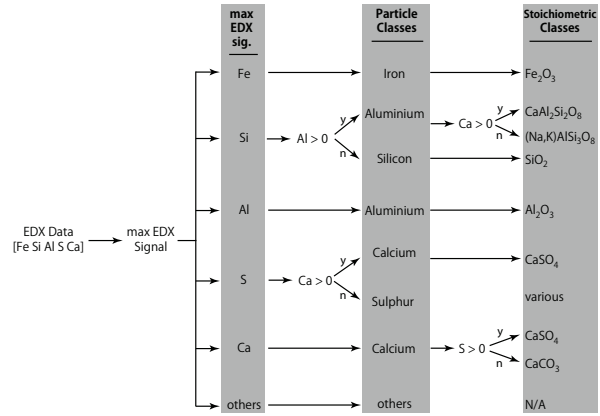 max EDX sig.
Particle Classes
Stoichiometric Classes
Fe
Iron
Fe₂O₃
Si
Al > 0
y
n
Aluminium
Silicon
Ca > 0
y
n
CaAl₂Si₂O₈
(Na,K)AlSi₃O₈
SiO₂
EDX Data
[Fe Si Al S Ca]
max EDX
Signal
Al
Aluminium
Al₂O₃
S
Ca > 0
y
n
Calcium
Sulphur
CaSO₄
various
Ca
Calcium
S > 0
y
n
CaSO₄
CaCO₃
others
others
N/A